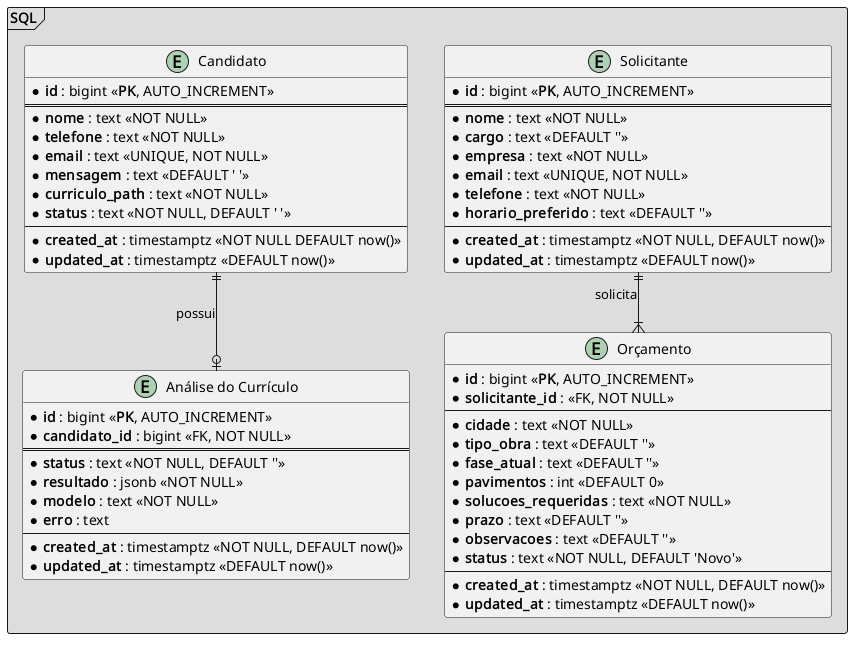 SQL
E Candidato
id : bigint «PK, AUTO_INCREMENT»
nome : text «NOT NULL»
telefone : text «NOT NULL»
email : text «UNIQUE, NOT NULL»
mensagem : text «DEFAULT ' '»
curriculo_path : text «NOT NULL»
status : text «NOT NULL, DEFAULT ' '»
created_at : timestamptz «NOT NULL DEFAULT now()»
updated_at : timestamptz «DEFAULT now()»
possui
E Análise do Currículo
id : bigint «PK, AUTO_INCREMENT»
candidato_id : bigint «FK, NOT NULL»
status : text «NOT NULL, DEFAULT ''»
resultado : jsonb «NOT NULL»
modelo : text «NOT NULL»
erro : text
created_at : timestamptz «NOT NULL, DEFAULT now()»
updated_at : timestamptz «DEFAULT now()»
E Solicitante
id : bigint «PK, AUTO_INCREMENT»
nome : text «NOT NULL»
cargo : text «DEFAULT ''»
empresa : text «NOT NULL»
email : text «UNIQUE, NOT NULL»
telefone : text «NOT NULL»
horario_preferido : text «DEFAULT ''»
created_at : timestamptz «NOT NULL, DEFAULT now()»
updated_at : timestamptz «DEFAULT now()»
solicita
E Orçamento
id : bigint «PK, AUTO_INCREMENT»
solicitante_id : «FK, NOT NULL»
cidade : text «NOT NULL»
tipo_obra : text «DEFAULT ''»
fase_atual : text «DEFAULT ''»
pavimentos : int «DEFAULT 0»
solucoes_requeridas : text «NOT NULL»
prazo : text «DEFAULT ''»
observacoes : text «DEFAULT ''»
status : text «NOT NULL, DEFAULT 'Novo'»
created_at : timestamptz «NOT NULL, DEFAULT now()»
updated_at : timestamptz «DEFAULT now()»